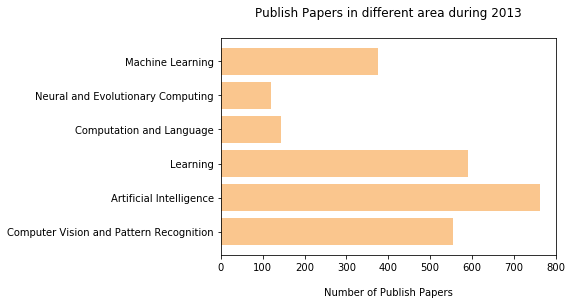 Publish Papers in different area during 2013
Machine Learning
Neural and Evolutionary Computing
Computation and Language
Learning
Artificial Intelligence
Computer Vision and Pattern Recognition
0 100 200 300 400 500 600 700 800
Number of Publish Papers